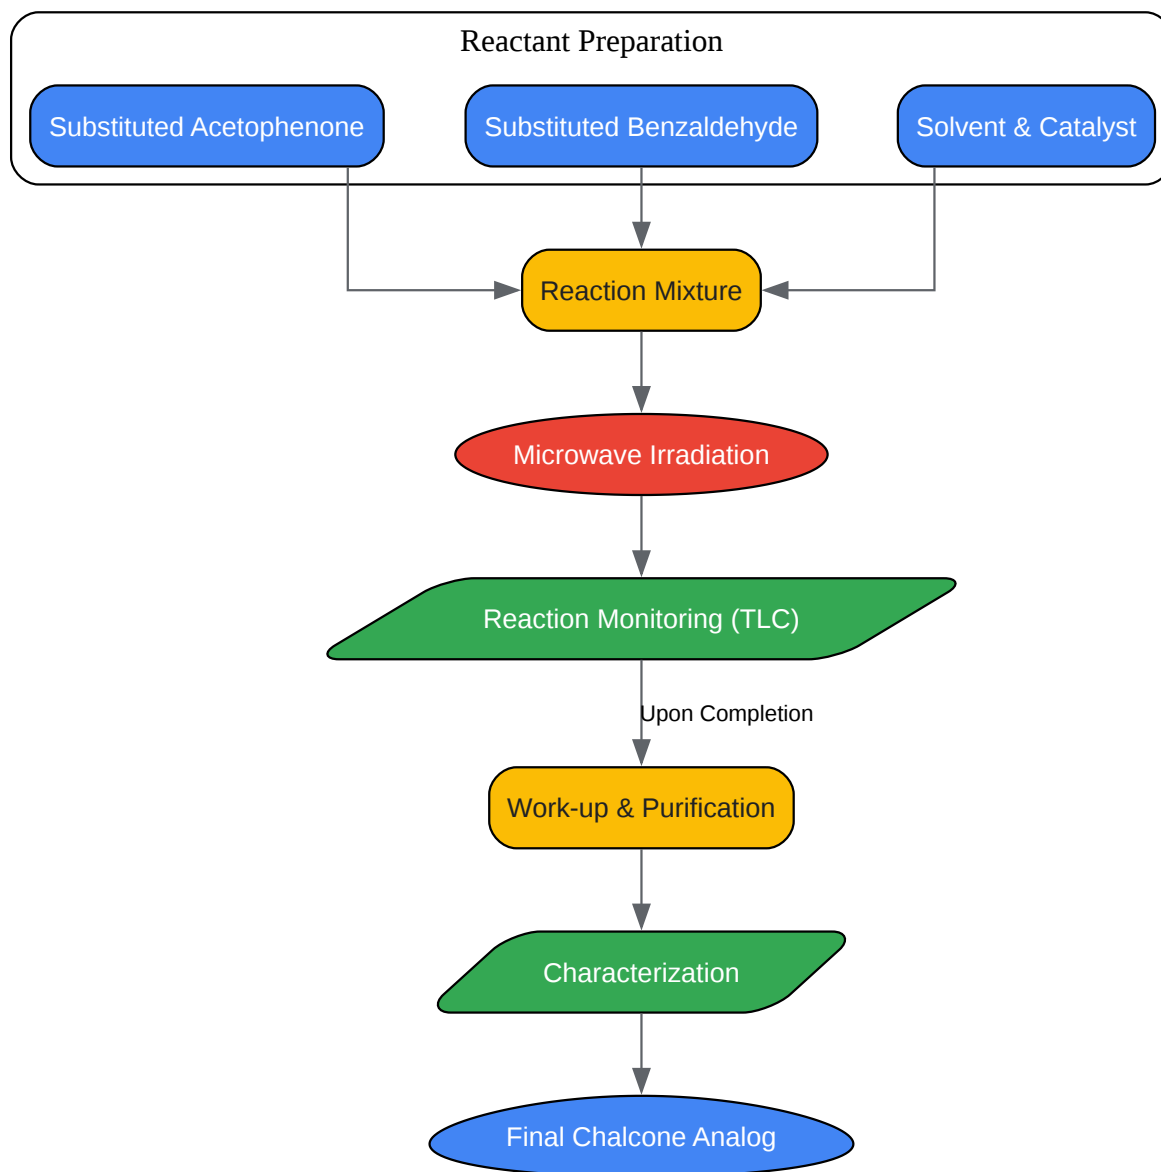 Reactant Preparation
Substituted Acetophenone
Substituted Benzaldehyde
Solvent & Catalyst
Reaction Mixture
Microwave Irradiation
Reaction Monitoring (TLC)
Upon Completion
Work-up & Purification
Characterization
Final Chalcone Analog